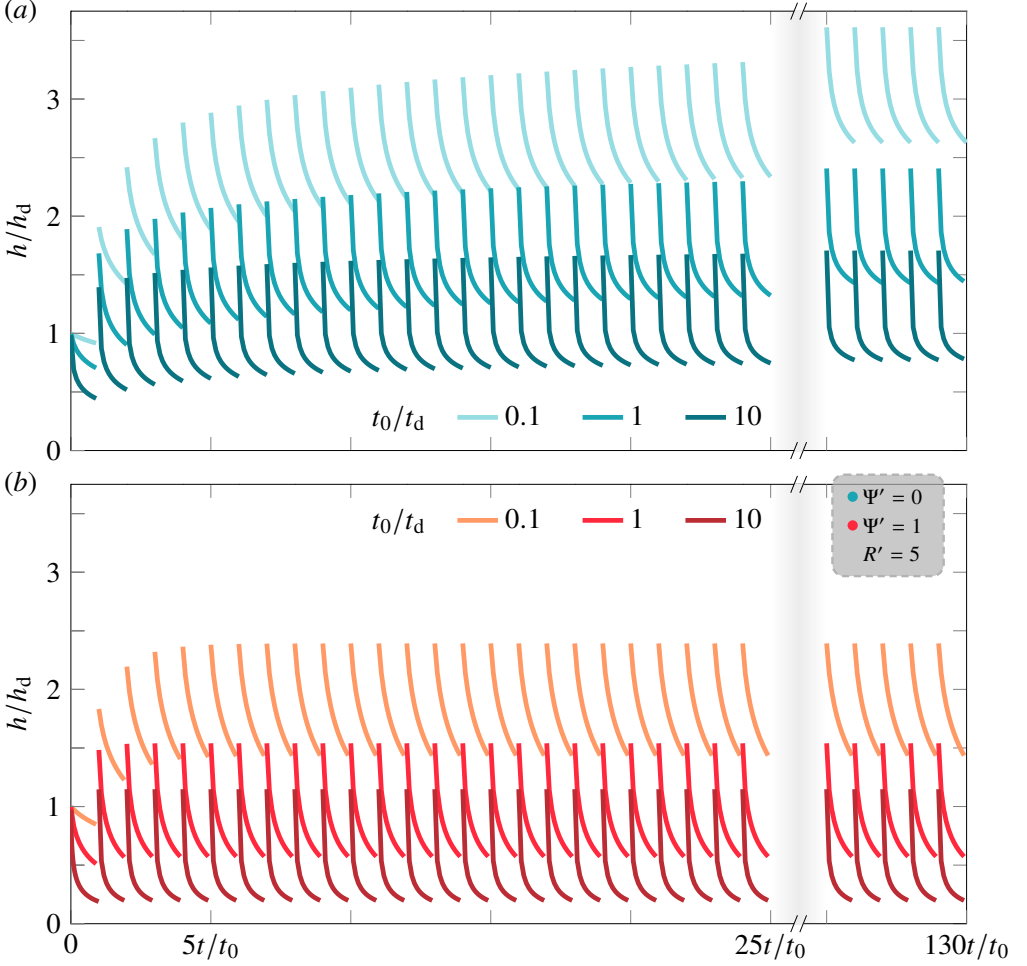 (a)
3
2
1
0
h/h_d
t_0/t_d 0.1 1 10
(b)
Ψ′ = 0
Ψ′ = 1
R′ = 5
t_0/t_d 0.1 1 10
3
2
1
0
h/h_d
0 5t/t_0 25t/t_0 130t/t_0